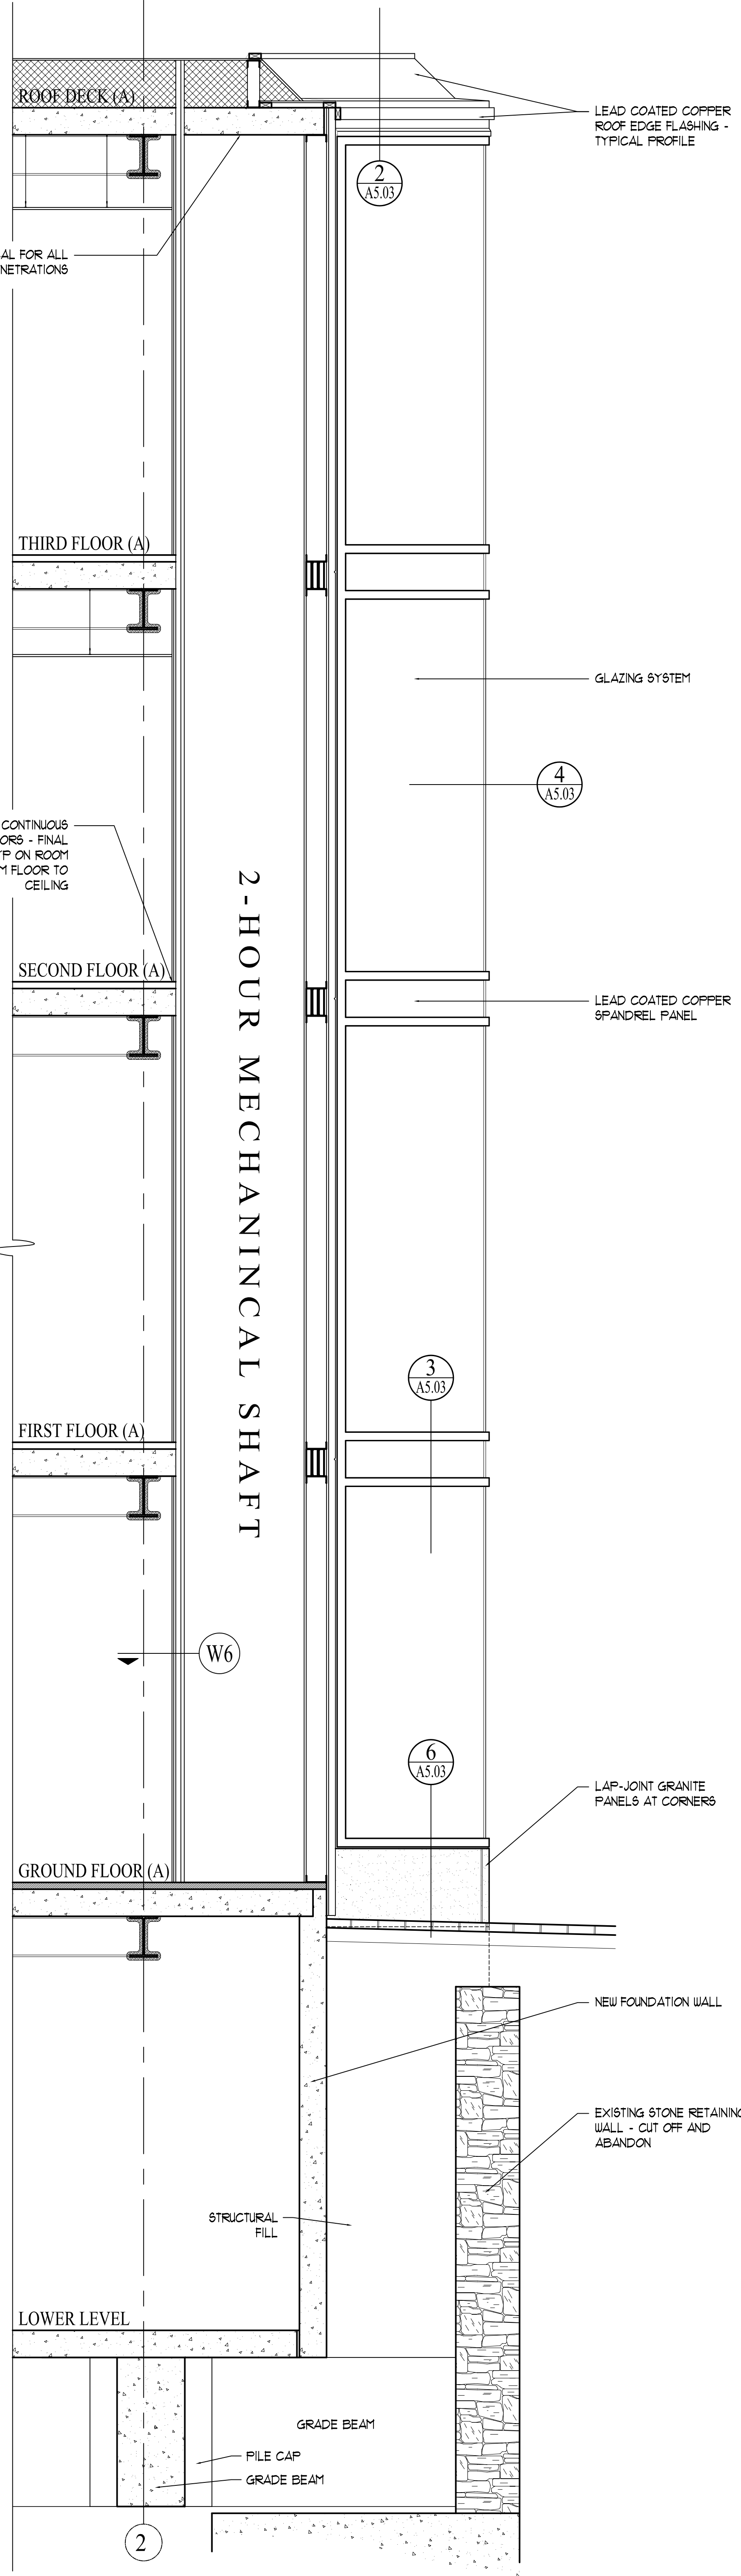 ROOF DECK (A)
LEAD COATED COPPER
ROOF EDGE FLASHING -
TYPICAL PROFILE
2
A5.03
AL FOR ALL
NETRATIONS
THIRD FLOOR (A)
GLAZING SYSTEM
4
A5.03
CONTINUOUS
ORS - FINAL
YP ON ROOM
M FLOOR TO
CEILING
2-HOUR MECHANINCAL SHAFT
SECOND FLOOR (A)
LEAD COATED COPPER
SPANDREL PANEL
3
A5.03
FIRST FLOOR (A)
W6
6
A5.03
LAP-JOINT GRANITE
PANELS AT CORNERS
GROUND FLOOR (A)
NEW FOUNDATION WALL
EXISTING STONE RETAINING
WALL - CUT OFF AND
ABANDON
STRUCTURAL
FILL
LOWER LEVEL
GRADE BEAM
PILE CAP
GRADE BEAM
2